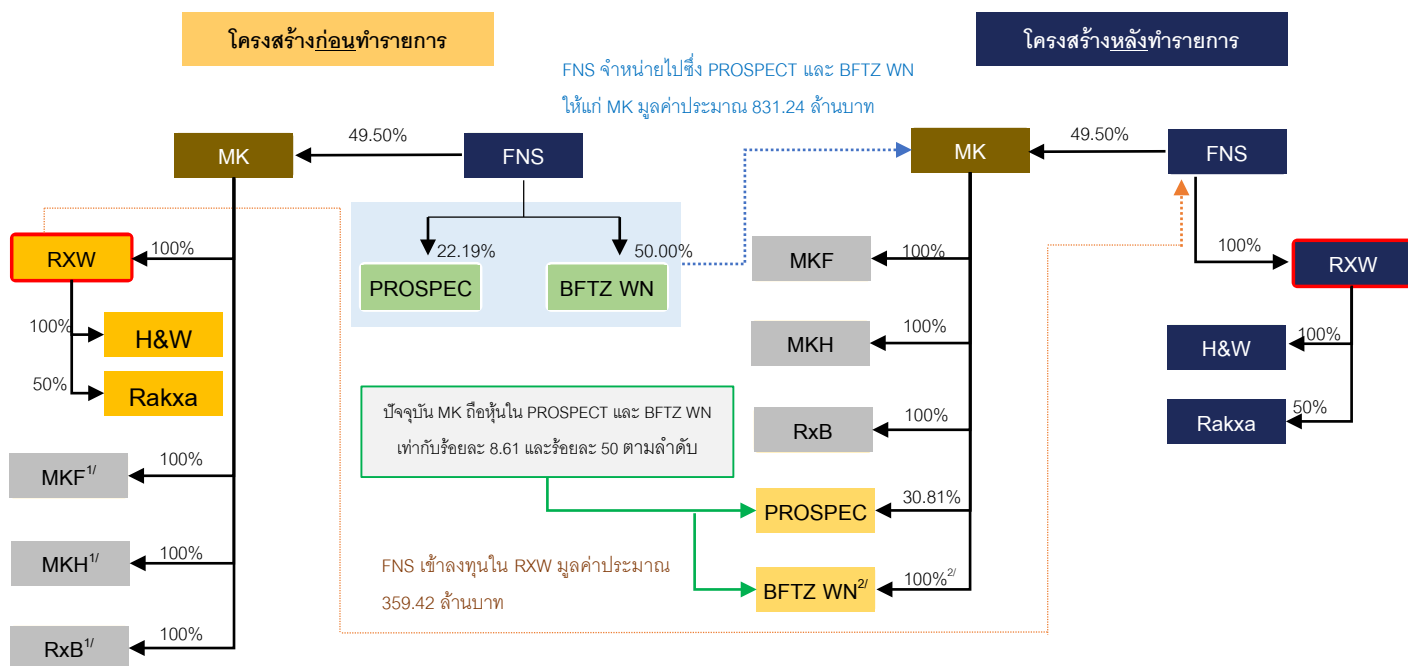 โครงสร้างก่อนทำรายการ
โครงสร้างหลังทำรายการ
FNS จำหน่ายไปซึ่ง PROSPECT และ BFTZ WN
ให้แก่ MK มูลค่าประมาณ 831.24 ล้านบาท
MK
49.50%
FNS
RXW
100%
100%
H&W
50%
Rakxa
MKF1/
100%
MKH1/
100%
RxB1/
100%
22.19%
PROSPEC
50.00%
BFTZ WN
ปัจจุบัน MK ถือหุ้นใน PROSPECT และ BFTZ WN
เท่ากับร้อยละ 8.61 และร้อยละ 50 ตามลำดับ
FNS เข้าลงทุนใน RXW มูลค่าประมาณ
359.42 ล้านบาท
MK
49.50%
FNS
MKF
100%
MKH
100%
RxB
100%
PROSPEC
30.81%
BFTZ WN2/
100%2/
100%
RXW
H&W
100%
Rakxa
50%